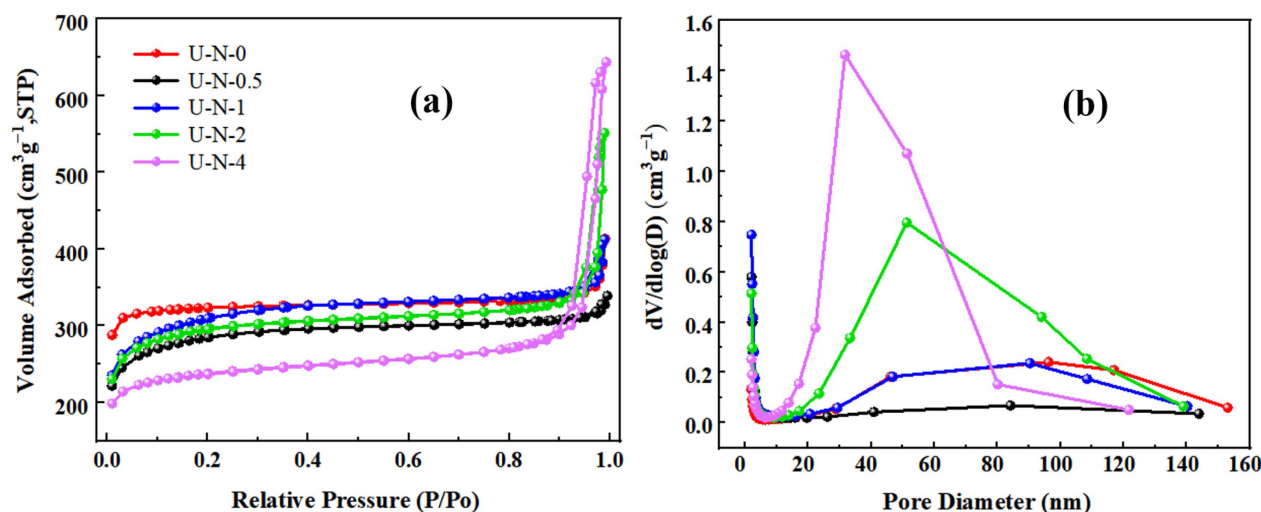 700
600
500
400
300
200
0.0
0.2
0.4
0.6
0.8
1.0
Volume Adsorbed (cm³g⁻¹,STP)
Relative Pressure (P/Po)
U-N-0
U-N-0.5
U-N-1
U-N-2
U-N-4
(a)
1.6
1.4
1.2
1.0
0.8
0.6
0.4
0.2
0.0
0
20
40
60
80
100
120
140
160
dV/dlog(D) (cm³g⁻¹)
Pore Diameter (nm)
(b)